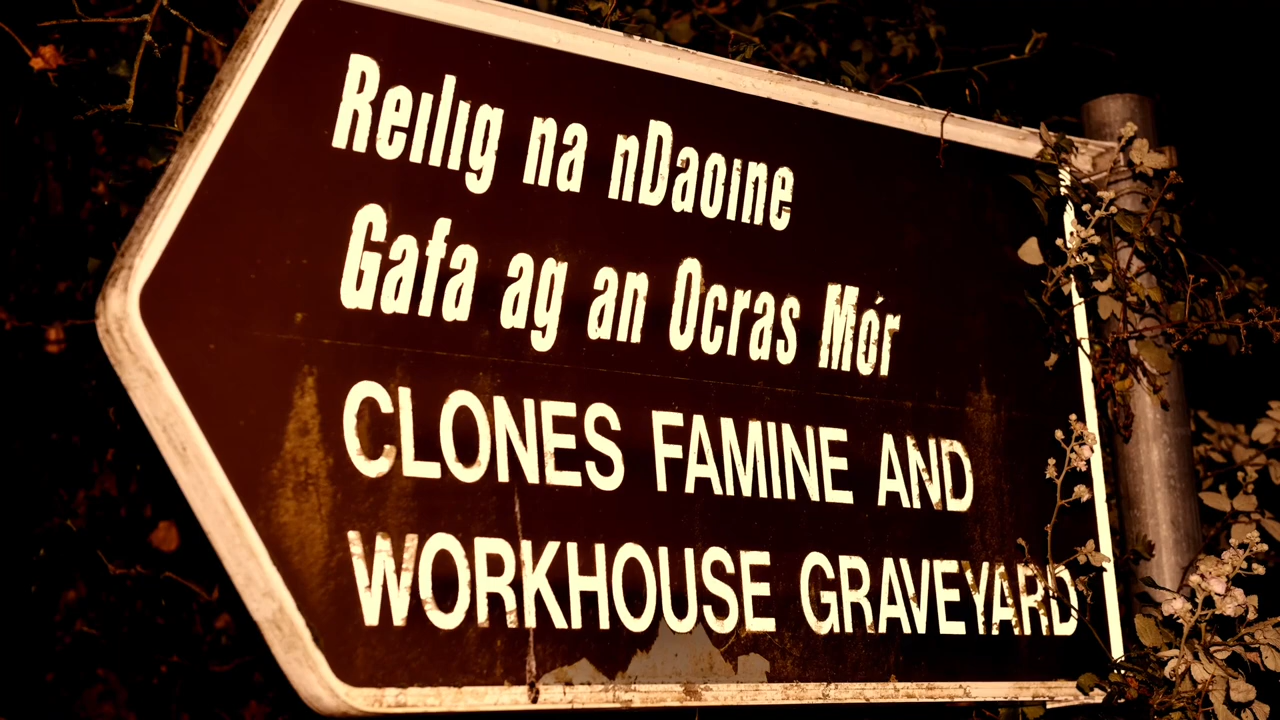 Reilig na nDaoine
Gafa ag an Ocras Mór
CLONES FAMINE AND
WORKHOUSE GRAVEYARD